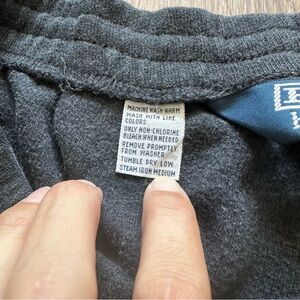 MACHINE WASH WARM
WASH WITH LIKE
COLORS
ONLY NON-CHLORINE
BLEACH WHEN NEEDED
REMOVE PROMPTLY
FROM WASHER
TUMBLE DRY LOW
STEAM IRON MEDIUM